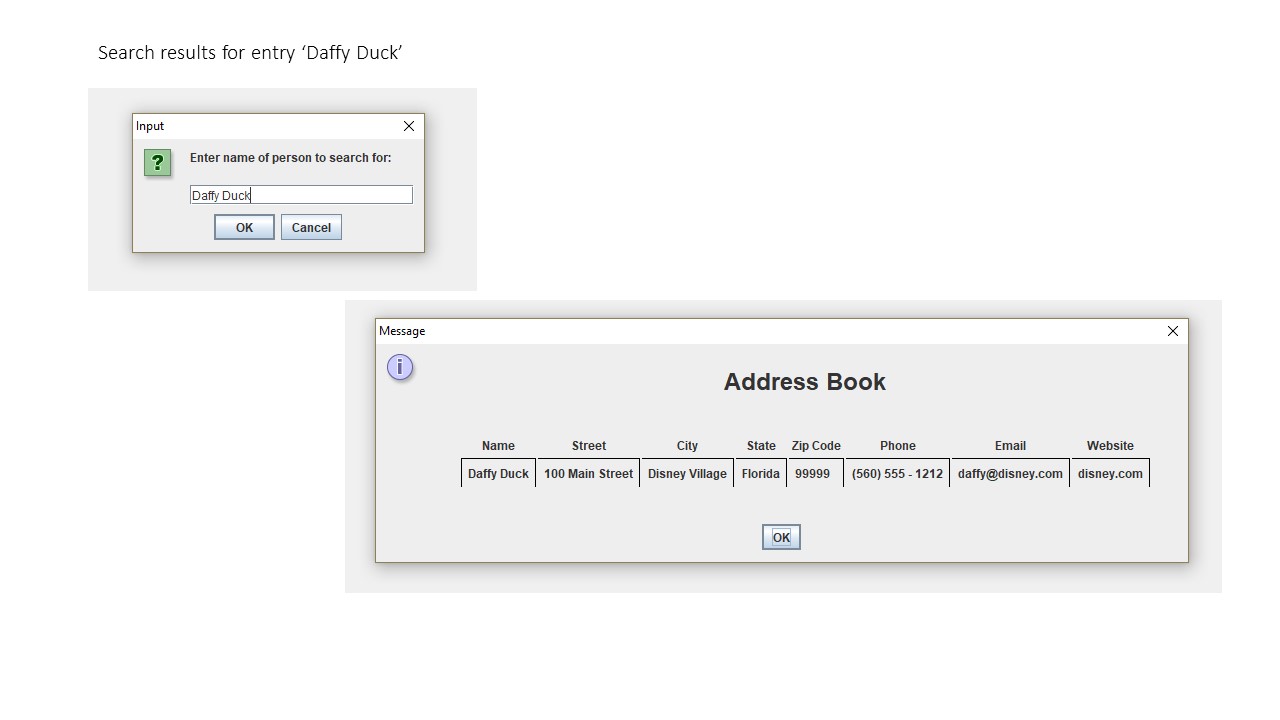 Search results for entry ‘Daffy Duck’
Input
?
Enter name of person to search for:
Daffy Duck
OK Cancel
Message
i
Address Book
Name Street City State Zip Code Phone Email Website
Daffy Duck 100 Main Street Disney Village Florida 99999 (560) 555 - 1212 daffy@disney.com disney.com
OK